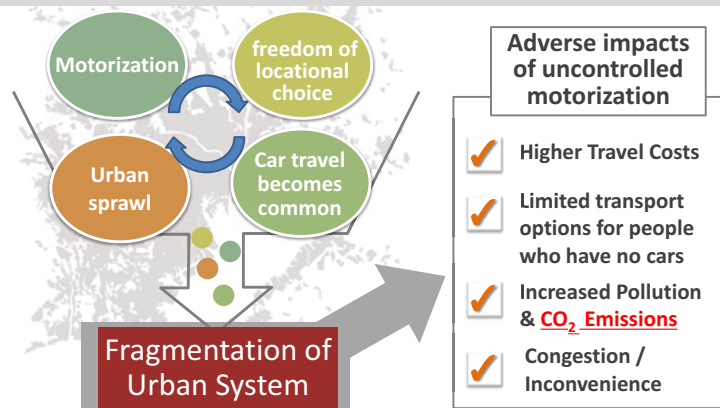 Motorization
freedom of
locational
choice
Urban
sprawl
Car travel
becomes
common
Fragmentation of
Urban System
Adverse impacts
of uncontrolled
motorization
Higher Travel Costs
Limited transport
options for people
who have no cars
Increased Pollution
& CO₂ Emissions
Congestion /
Inconvenience